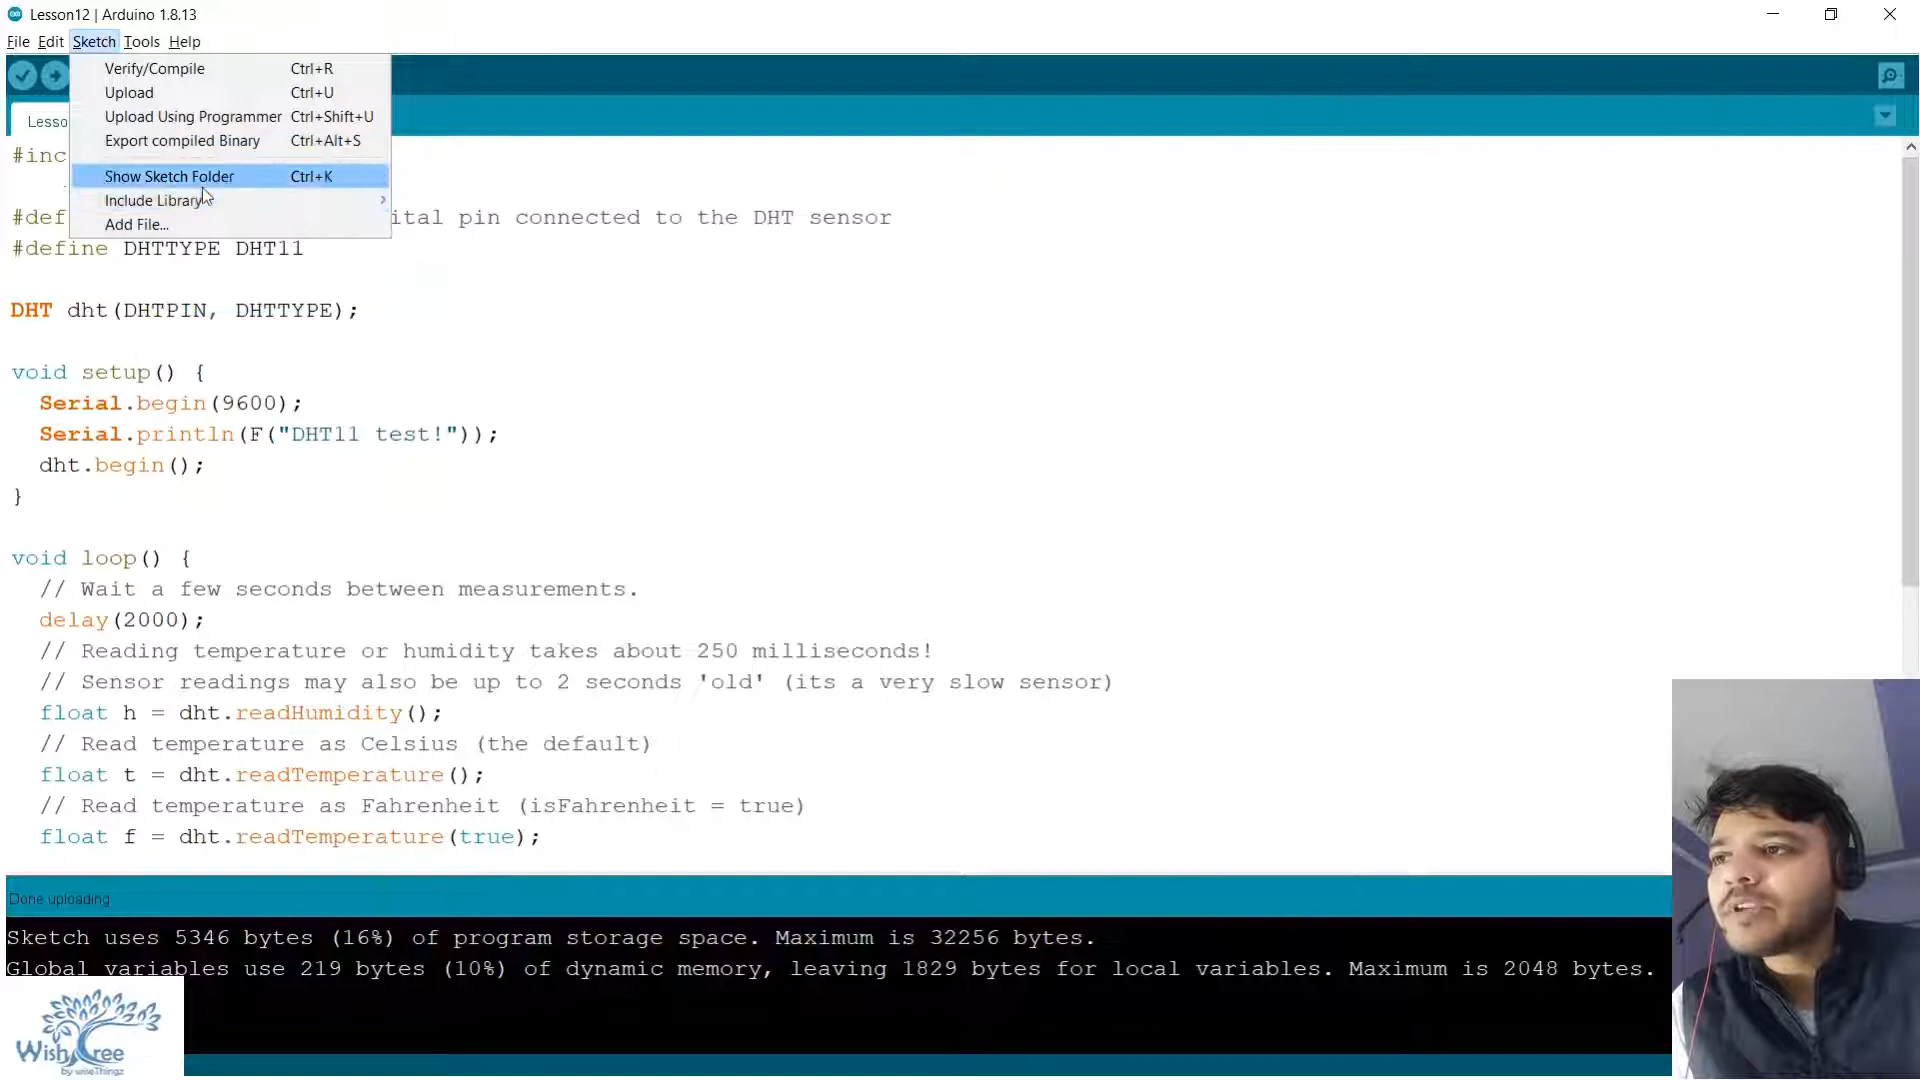 Lesson12 | Arduino 1.8.13
File Edit Sketch Tools Help
Verify/Compile Ctrl+R
Upload Ctrl+U
Upload Using Programmer Ctrl+Shift+U
Export compiled Binary Ctrl+Alt+S
Show Sketch Folder Ctrl+K
Include Library
Add File...
Lesso
#inc
#def ital pin connected to the DHT sensor
#define DHTTYPE DHT11
DHT dht(DHTPIN, DHTTYPE);
void setup() {
Serial.begin(9600);
Serial.println(F("DHT11 test!"));
dht.begin();
}
void loop() {
// Wait a few seconds between measurements.
delay(2000);
// Reading temperature or humidity takes about 250 milliseconds!
// Sensor readings may also be up to 2 seconds 'old' (its a very slow sensor)
float h = dht.readHumidity();
// Read temperature as Celsius (the default)
float t = dht.readTemperature();
// Read temperature as Fahrenheit (isFahrenheit = true)
float f = dht.readTemperature(true);
Done uploading
Sketch uses 5346 bytes (16%) of program storage space. Maximum is 32256 bytes.
Global variables use 219 bytes (10%) of dynamic memory, leaving 1829 bytes for local variables. Maximum is 2048 bytes.
WishTree
by wiseThingz